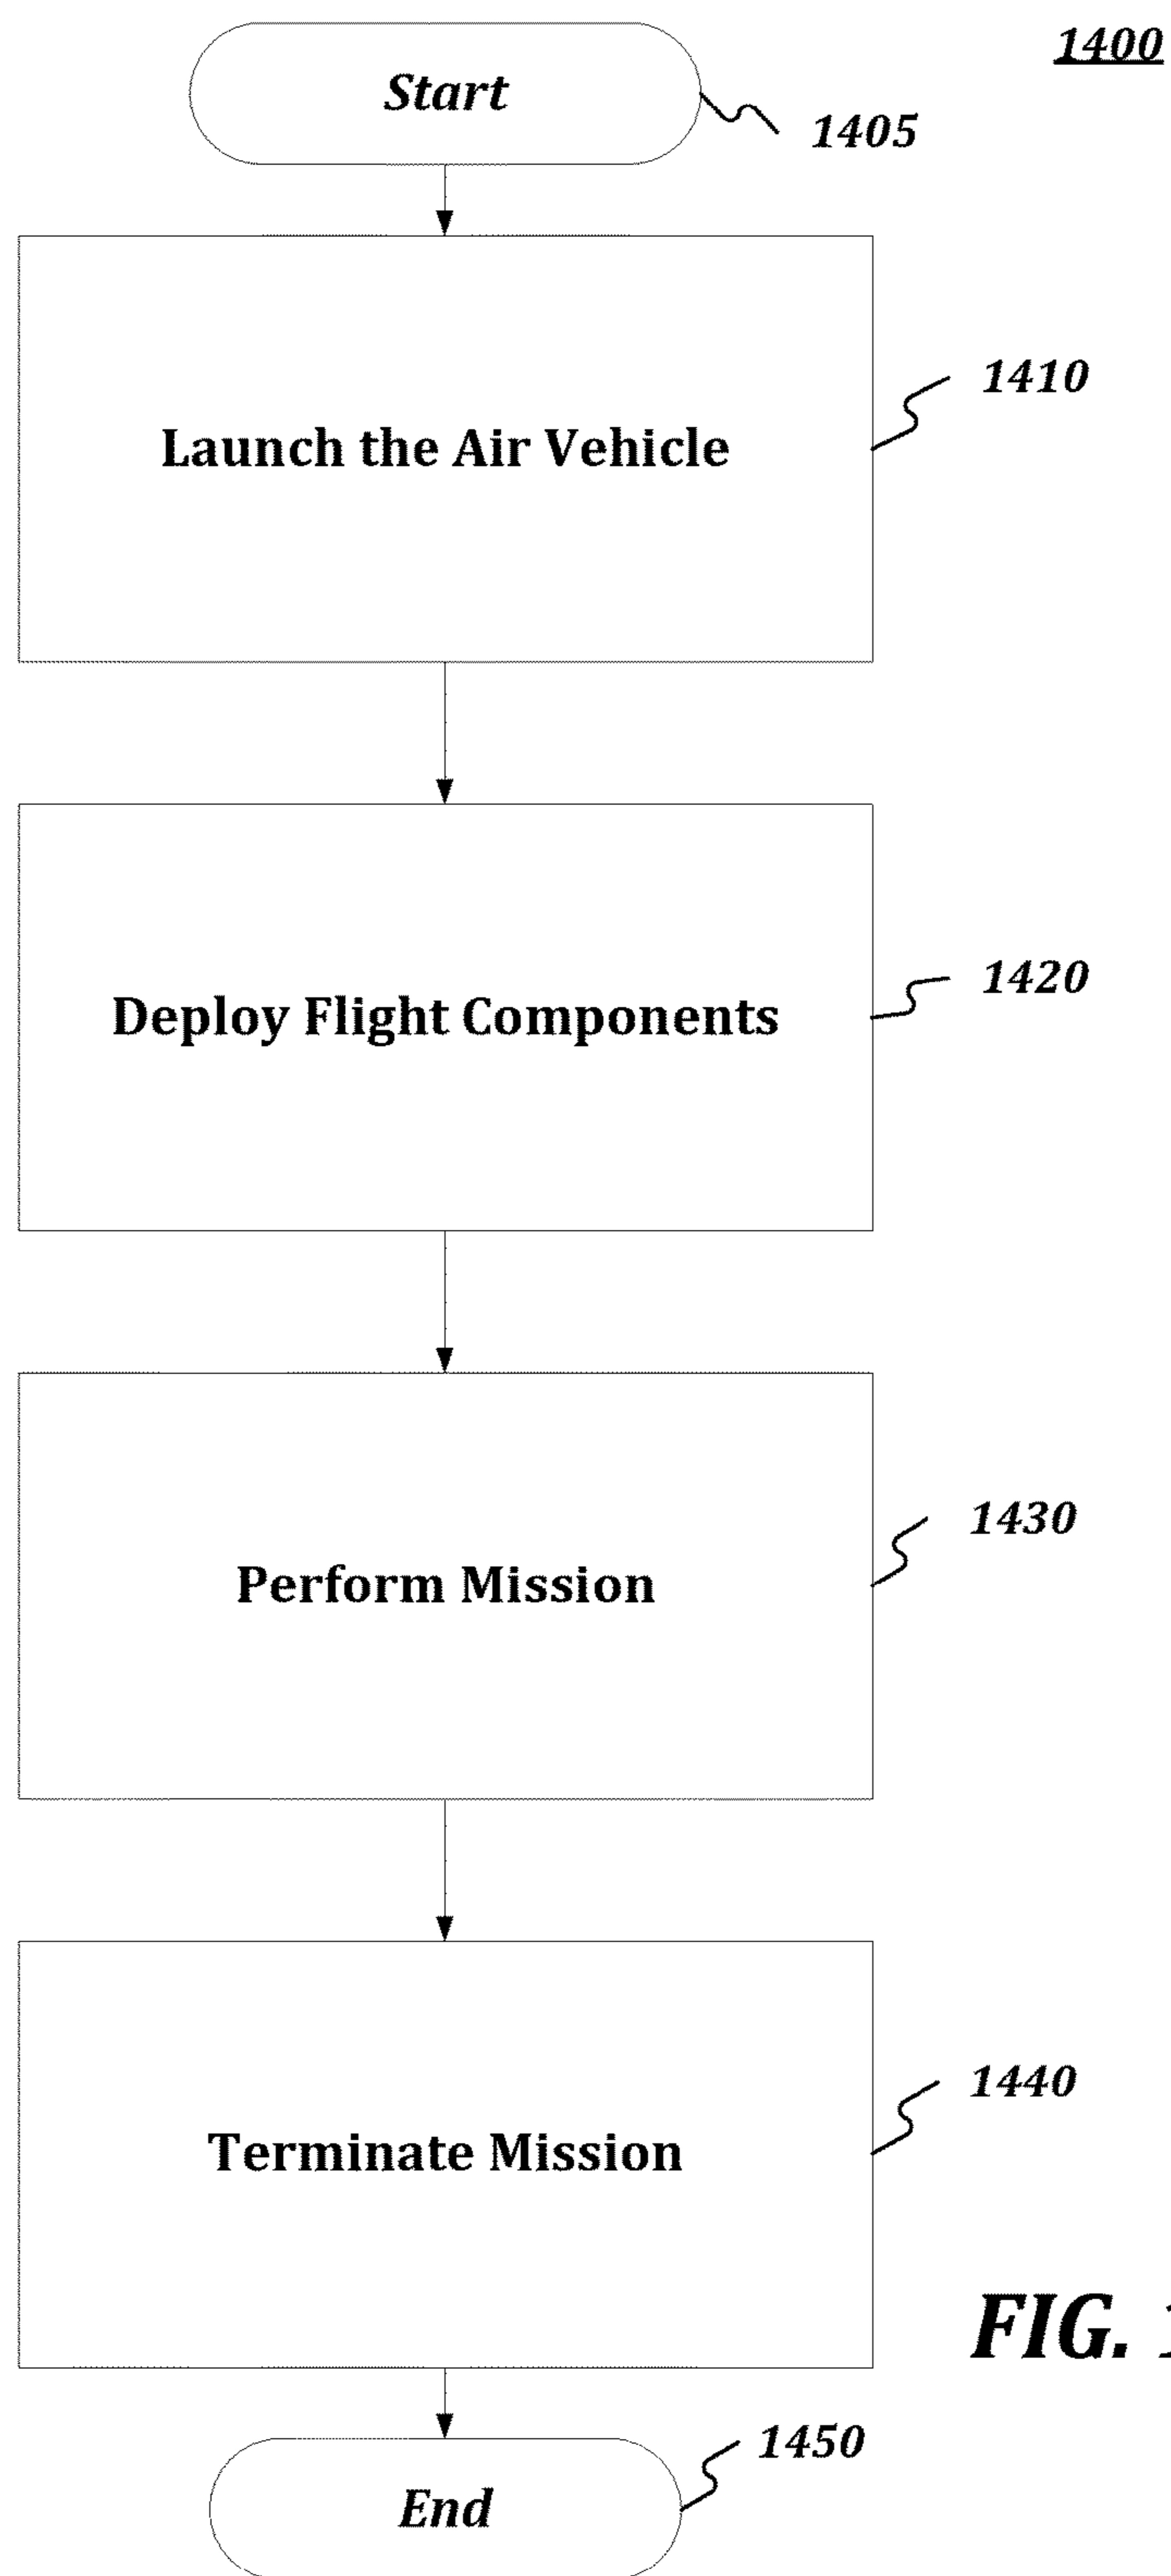 1400
Start
1405
Launch the Air Vehicle
1410
Deploy Flight Components
1420
Perform Mission
1430
Terminate Mission
1440
FIG.
End
1450